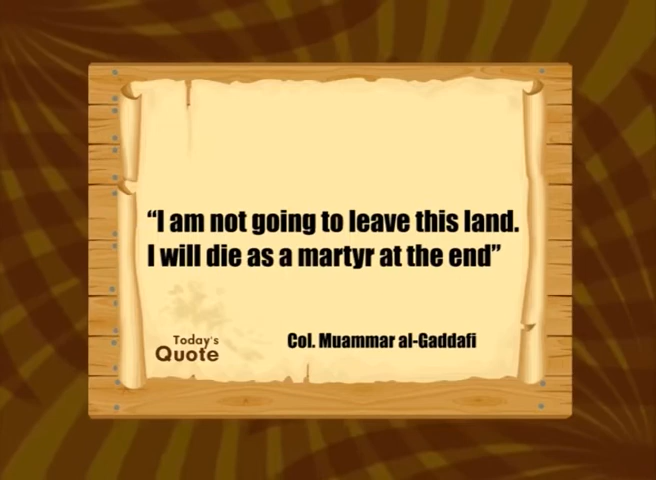 “I am not going to leave this land.
I will die as a martyr at the end”
Today's
Quote
Col. Muammar al-Gaddafi